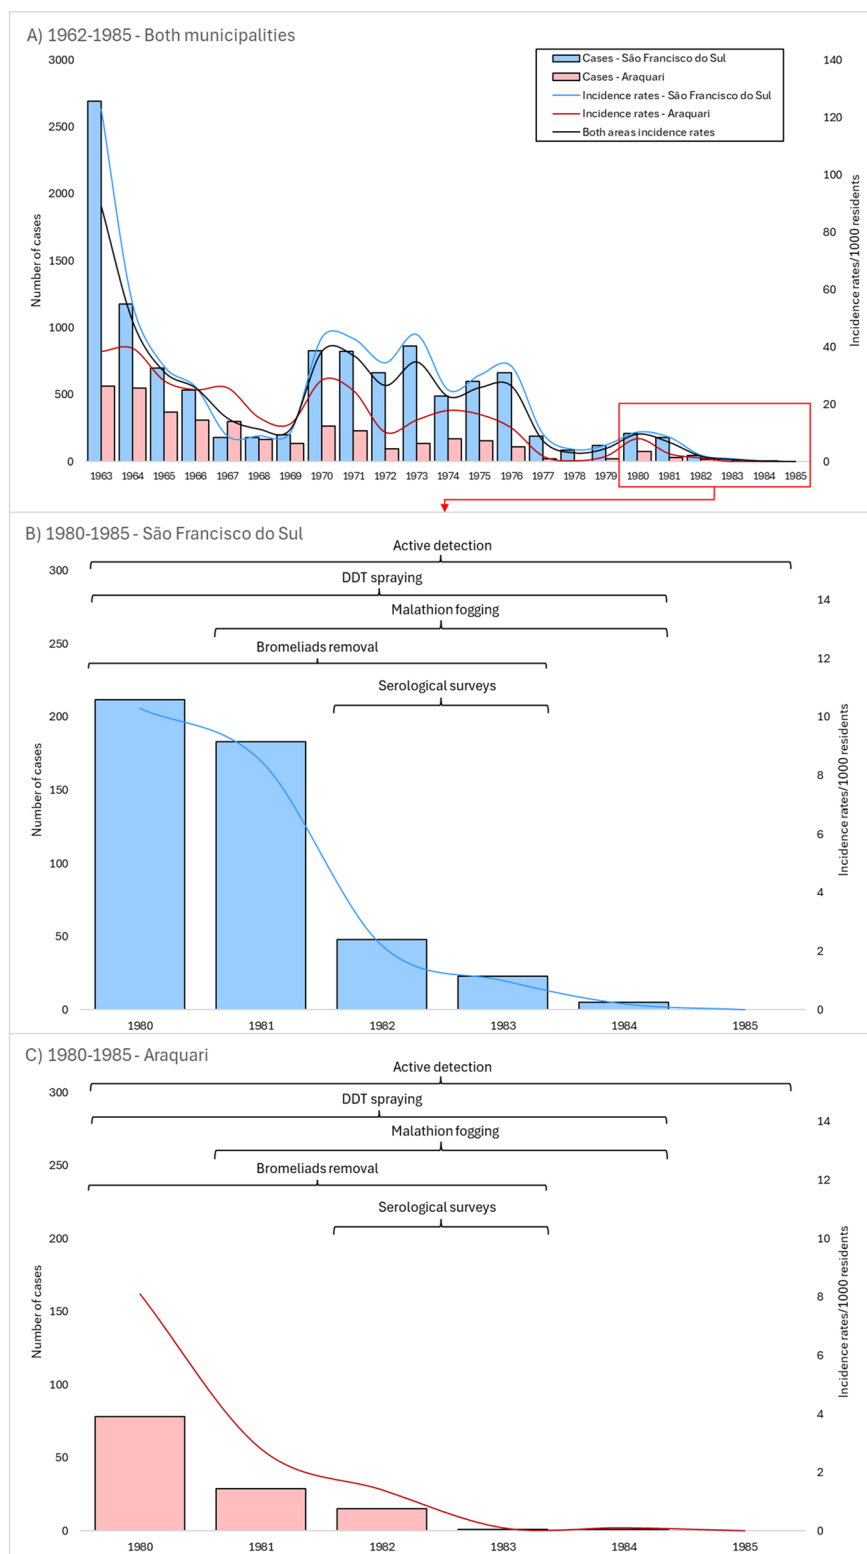 A) 1962-1985 - Both municipalities
3000
2500
2000
1500
1000
500
0
Number of cases
140
120
100
80
60
40
20
0
Incidence rates/1000 residents
Cases - São Francisco do Sul
Cases - Araquari
Incidence rates - São Francisco do Sul
Incidence rates - Araquari
Both areas incidence rates
1963 1964 1965 1966 1967 1968 1969 1970 1971 1972 1973 1974 1975 1976 1977 1978 1979 1980 1981 1982 1983 1984 1985
B) 1980-1985 - São Francisco do Sul
Active detection
DDT spraying
Malathion fogging
Bromeliads removal
Serological surveys
300
250
200
150
100
50
0
Number of cases
14
12
10
8
6
4
2
0
Incidence rates/1000 residents
1980 1981 1982 1983 1984 1985
C) 1980-1985 - Araquari
Active detection
DDT spraying
Malathion fogging
Bromeliads removal
Serological surveys
300
250
200
150
100
50
0
Number of cases
14
12
10
8
6
4
2
0
Incidence rates/1000 residents
1980 1981 1982 1983 1984 1985